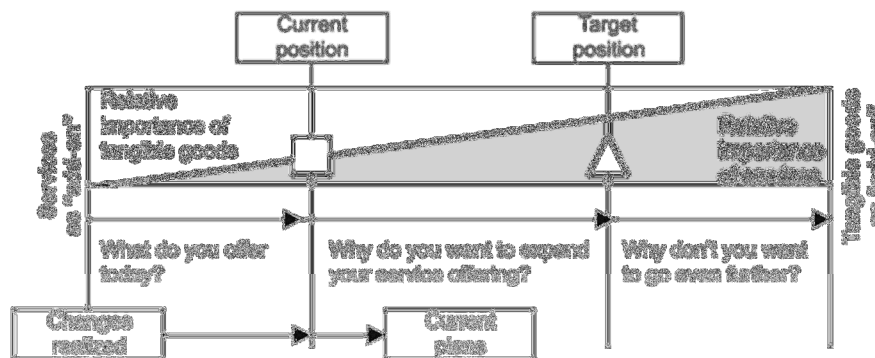 Current
position
Target
position
Relative
importance of
tangible goods
Relative
importance
of services
Services
as "add-on"
Tangible goods
as "add-on"
What do you offer
today?
Why do you want to expend
your service offering?
Why don't you want
to go even further?
Changes
realized
Current
plans